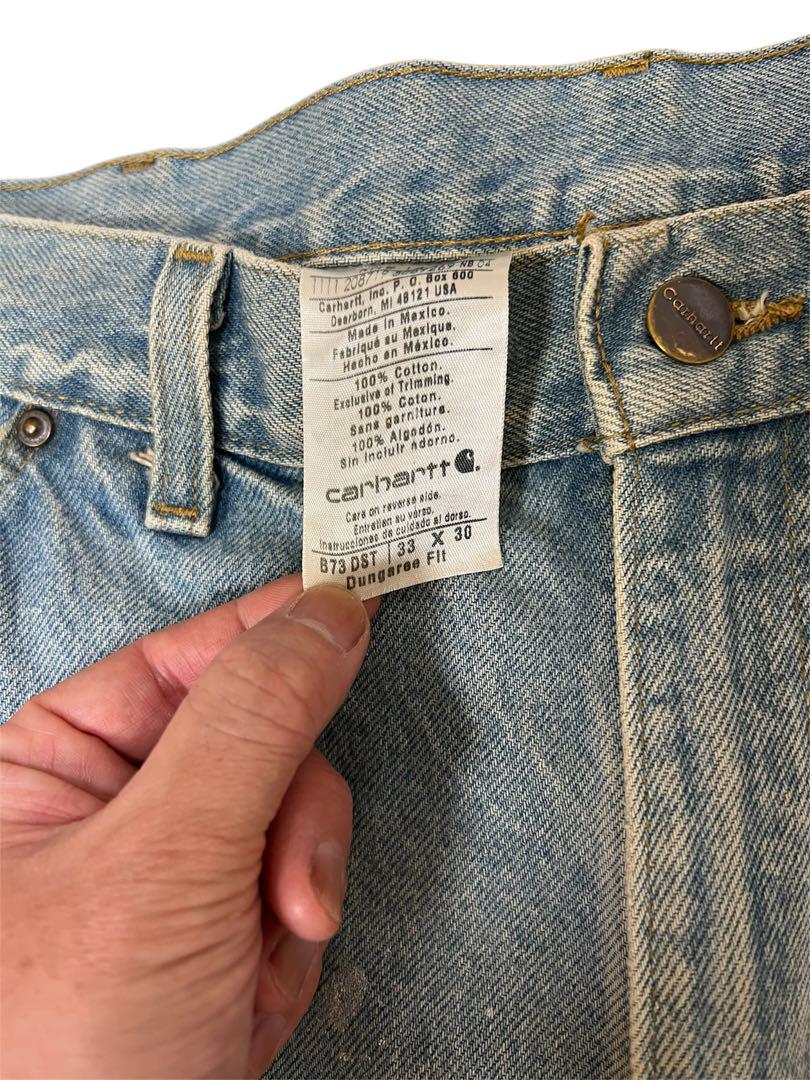 NB 04
Carhartt, Inc. P. O. Box 600
Dearborn, MI 48121 USA
Made in Mexico.
Fabriqué au Mexique.
Hecho en México.
100% Cotton.
Exclusive of Trimming.
100% Coton.
Sans garniture.
100% Algodón.
Sin incluir Adorno.
carhartt
Care on reverse side.
Entretien au verso.
Instrucciones de cuidado al dorso.
B73 DST | 33 X 30
Dungaree Fit
Carhartt